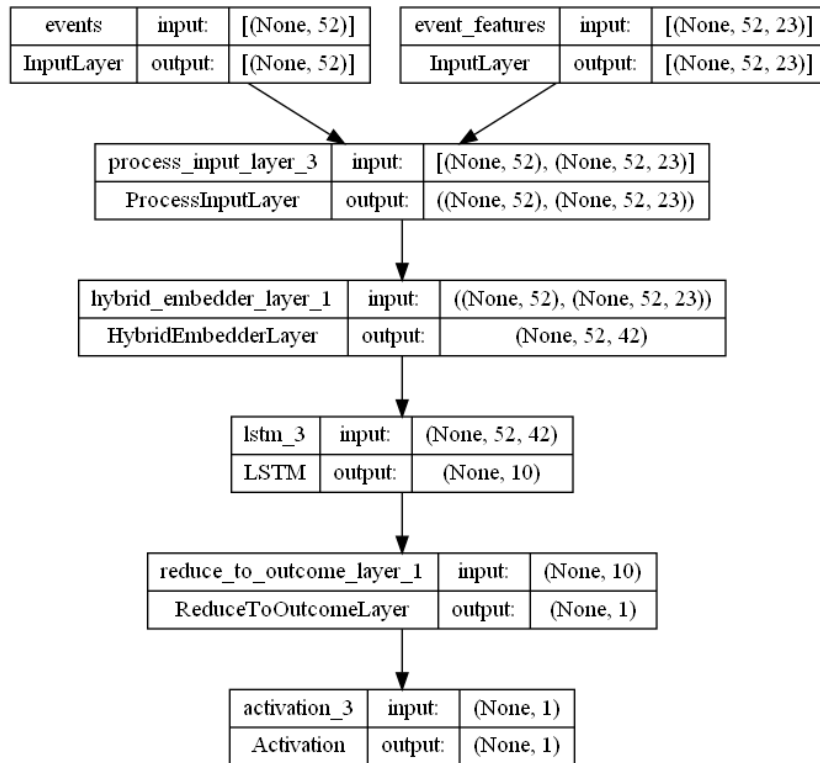 events input: [(None, 52)]
InputLayer output: [(None, 52)]
event_features input: [(None, 52, 23)]
InputLayer output: [(None, 52, 23)]
process_input_layer_3 input: [(None, 52), (None, 52, 23)]
ProcessInputLayer output: ((None, 52), (None, 52, 23))
hybrid_embedder_layer_1 input: ((None, 52), (None, 52, 23))
HybridEmbedderLayer output: (None, 52, 42)
lstm_3 input: (None, 52, 42)
LSTM output: (None, 10)
reduce_to_outcome_layer_1 input: (None, 10)
ReduceToOutcomeLayer output: (None, 1)
activation_3 input: (None, 1)
Activation output: (None, 1)